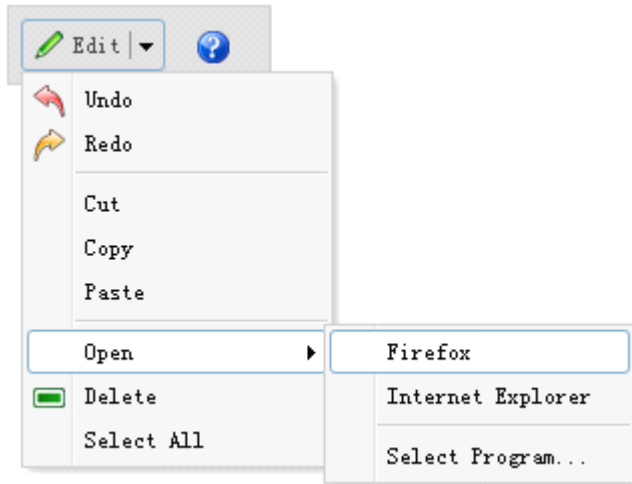 Edit
Undo
Redo
Cut
Copy
Paste
Open
Firefox
Delete
Internet Explorer
Select All
Select Program...